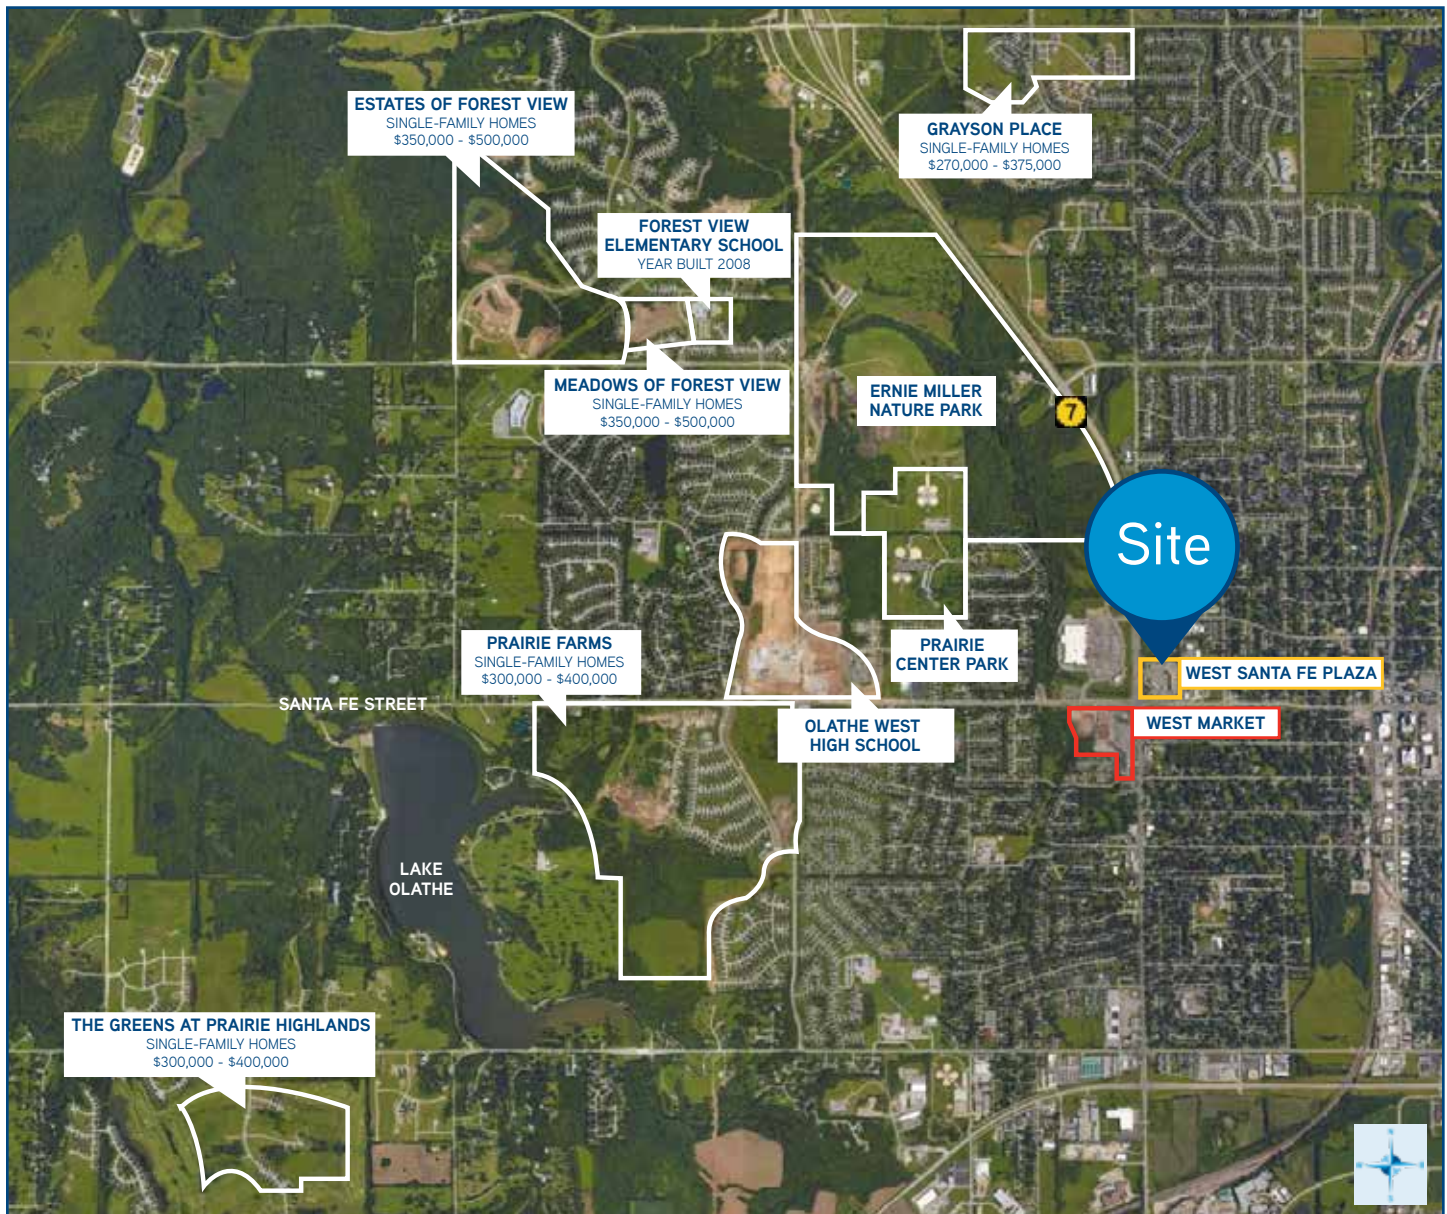 GRAYSON PLACE
SINGLE-FAMILY HOMES
$270,000 - $375,000
ESTATES OF FOREST VIEW
SINGLE-FAMILY HOMES
$350,000 - $500,000
FOREST VIEW
ELEMENTARY SCHOOL
YEAR BUILT 2008
MEADOWS OF FOREST VIEW
SINGLE-FAMILY HOMES
$350,000 - $500,000
ERNIE MILLER
NATURE PARK
7
Site
PRAIRIE
CENTER PARK
PRAIRIE FARMS
SINGLE-FAMILY HOMES
$300,000 - $400,000
WEST SANTA FE PLAZA
SANTA FE STREET
WEST MARKET
OLATHE WEST
HIGH SCHOOL
LAKE
OLATHE
THE GREENS AT PRAIRIE HIGHLANDS
SINGLE-FAMILY HOMES
$300,000 - $400,000